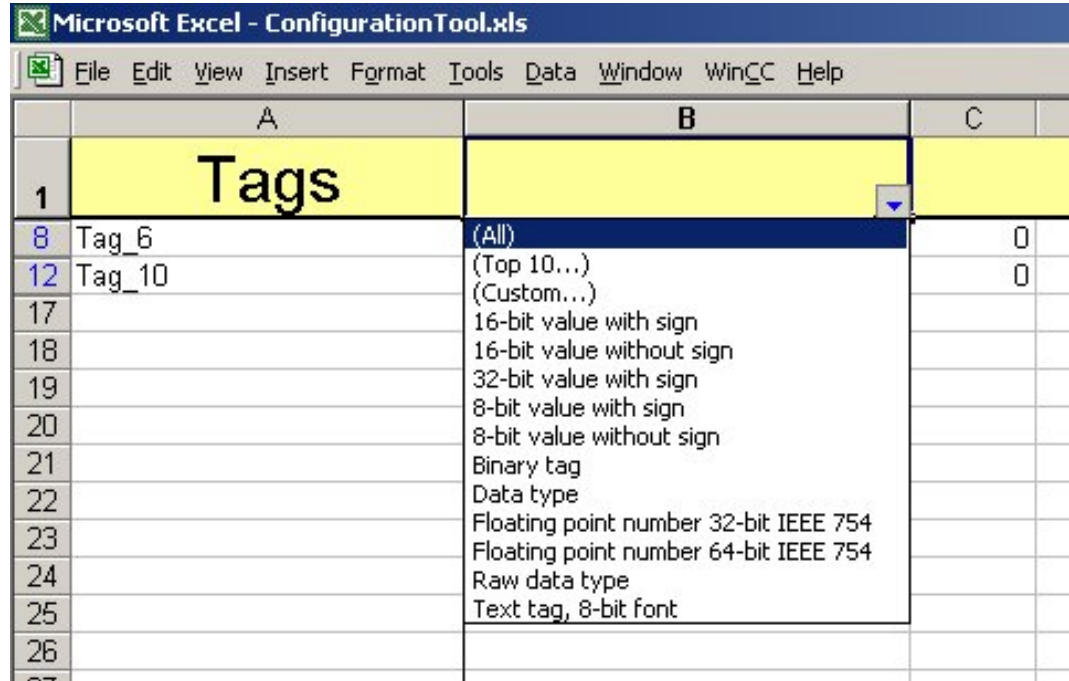 Microsoft Excel - ConfigurationTool.xls
File Edit View Insert Format Tools Data Window WinCC Help
A B C
1 Tags
8 Tag_6 (All) 0
12 Tag_10 (Top 10...) 0
(Custom...)
17 16-bit value with sign
18 16-bit value without sign
19 32-bit value with sign
8-bit value with sign
20 8-bit value without sign
21 Binary tag
22 Data type
23 Floating point number 32-bit IEEE 754
Floating point number 64-bit IEEE 754
24 Raw data type
25 Text tag, 8-bit font
26